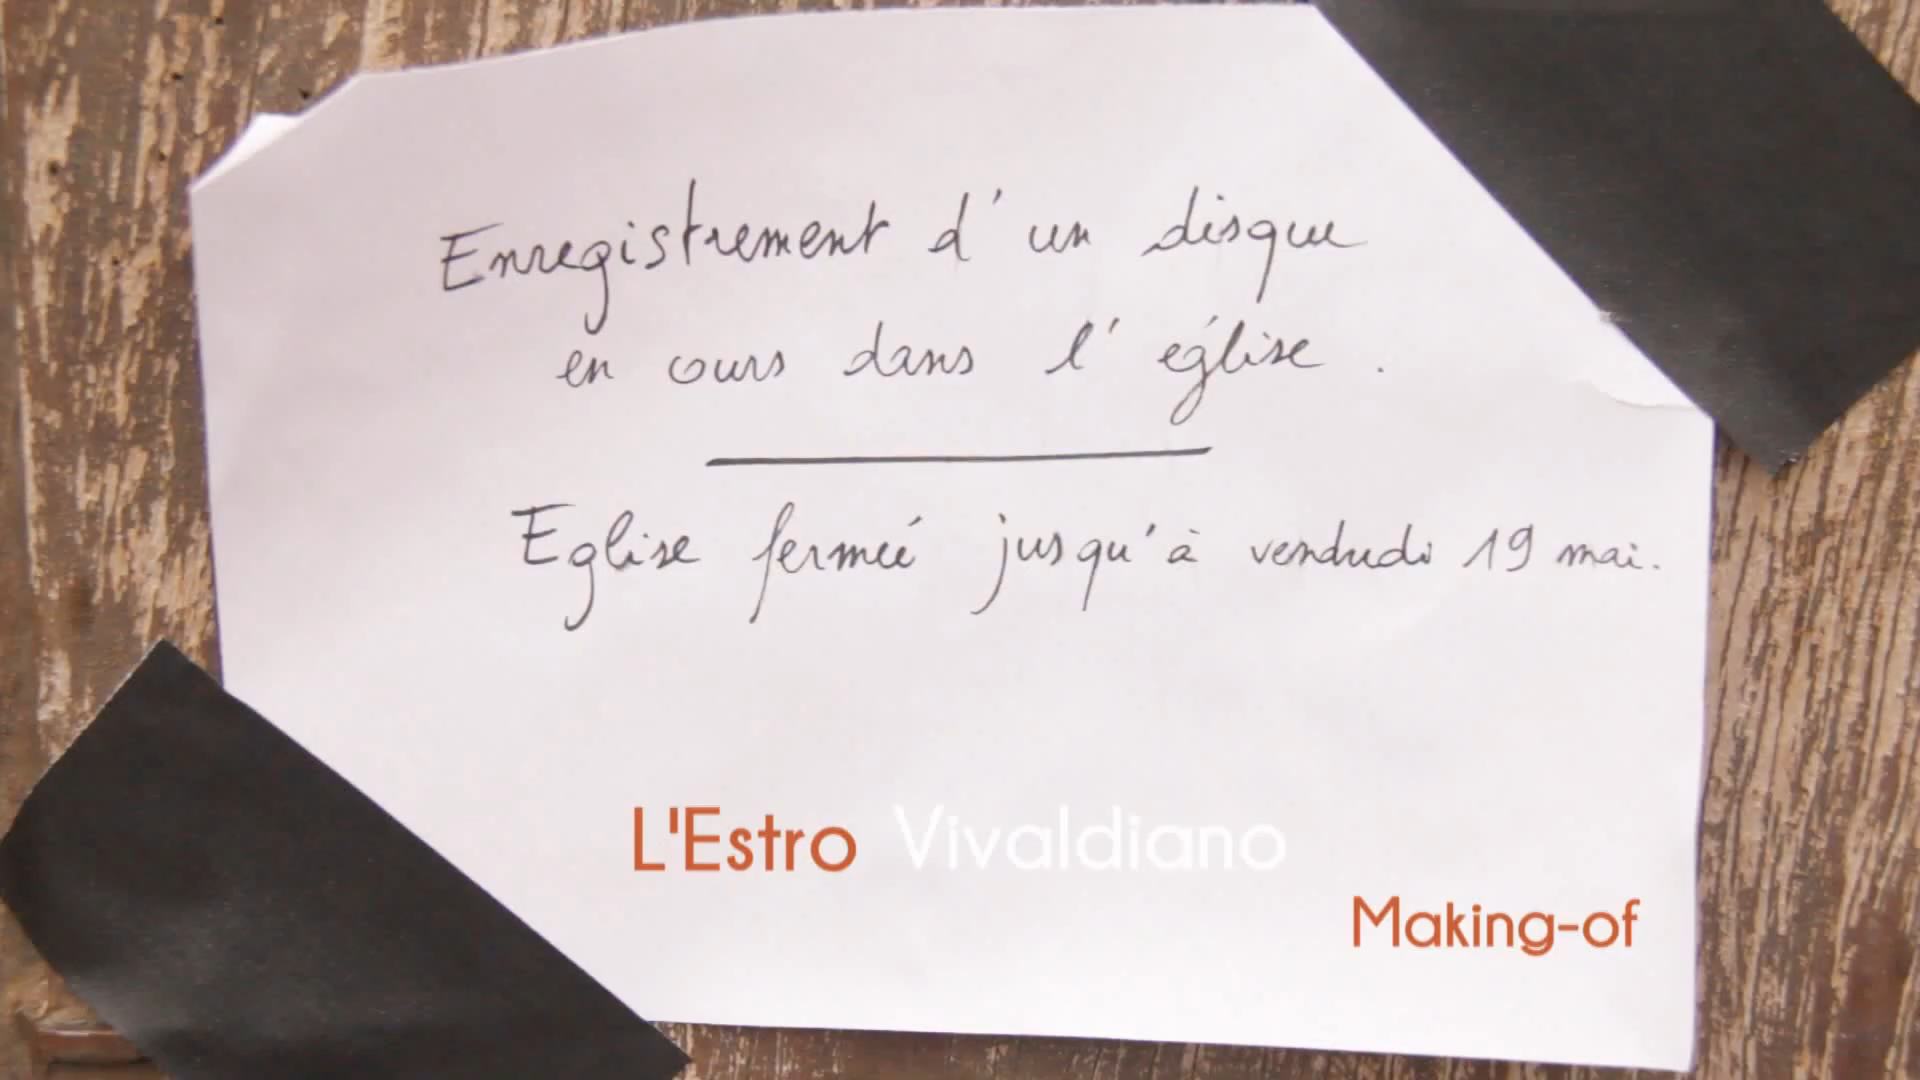 Enregistrement d'un disque
en cours dans l'église.
Eglise fermée jusqu'à vendredi 19 mai.
L'Estro Vivaldiano
Making-of